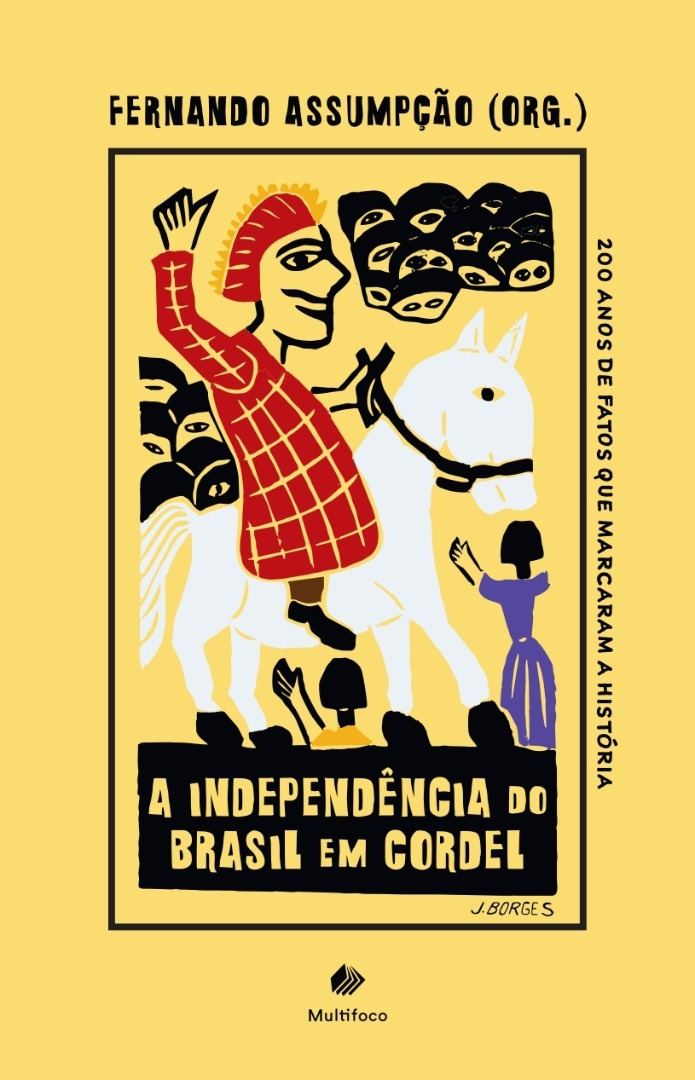 FERNANDO ASSUMPÇÃO (ORG.)
200 ANOS DE FATOS QUE MARCARAM A HISTÓRIA
A INDEPENDÊNCIA DO
BRASIL EM CORDEL
J. BORGES
Multifoco